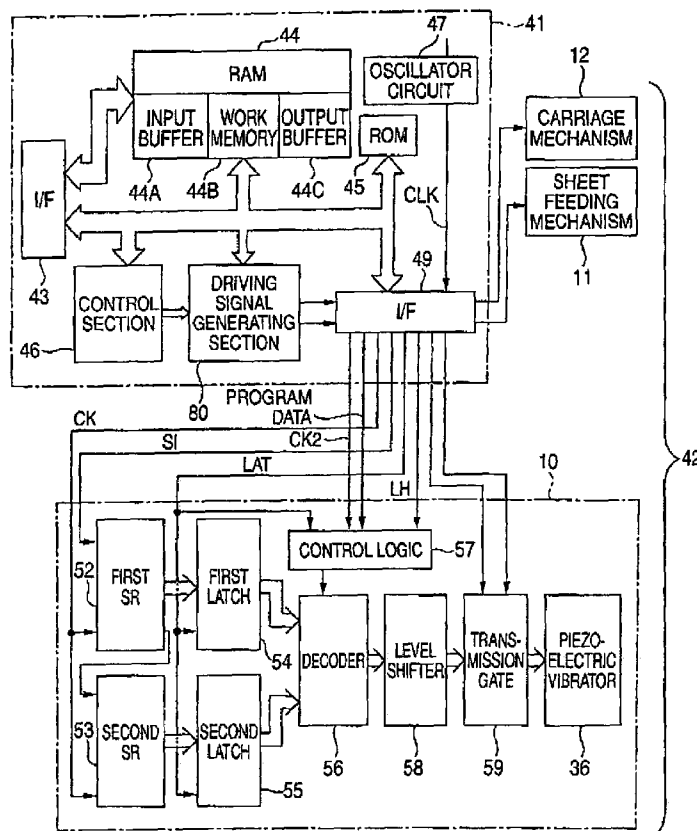 44
47
41
RAM
OSCILLATOR
CIRCUIT
12
CARRIAGE
MECHANISM
INPUT
BUFFER
WORK
MEMORY
OUTPUT
BUFFER
ROM
44A
44B
44C
45
I/F
CLK
SHEET
FEEDING
MECHANISM
43
11
49
CONTROL
SECTION
DRIVING
SIGNAL
GENERATING
SECTION
I/F
46
80
PROGRAM
DATA
CK
CK2
SI
LAT
LH
42
10
CONTROL LOGIC
57
52
FIRST
SR
FIRST
LATCH
54
DECODER
LEVEL
SHIFTER
TRANS-
MISSION
GATE
PIEZO-
ELECTRIC
VIBRATOR
53
SECOND
SR
SECOND
LATCH
55
56
58
59
36